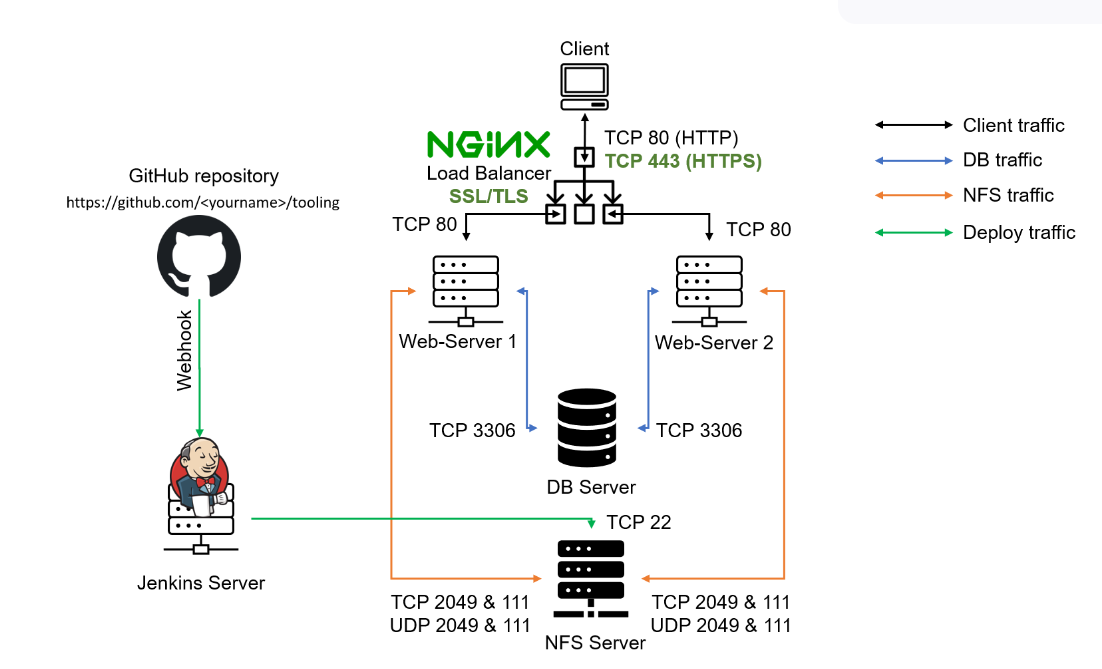 Client
NGINX
Load Balancer
SSL/TLS
TCP 80 (HTTP)
TCP 443 (HTTPS)
Client traffic
DB traffic
NFS traffic
Deploy traffic
GitHub repository
https://github.com/<yourname>/tooling
Webhook
Jenkins Server
TCP 80
TCP 80
Web-Server 1
Web-Server 2
TCP 3306
TCP 3306
DB Server
TCP 22
TCP 2049 & 111
UDP 2049 & 111
TCP 2049 & 111
UDP 2049 & 111
NFS Server